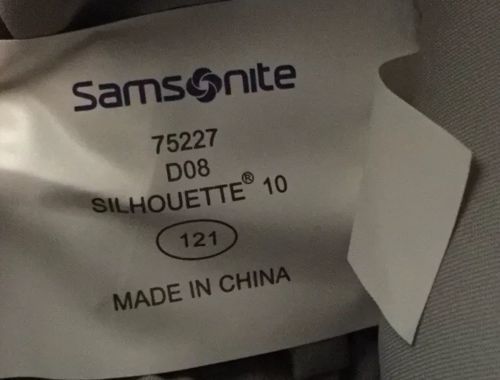 Samsonite
75227
D08
SILHOUETTE® 10
121
MADE IN CHINA